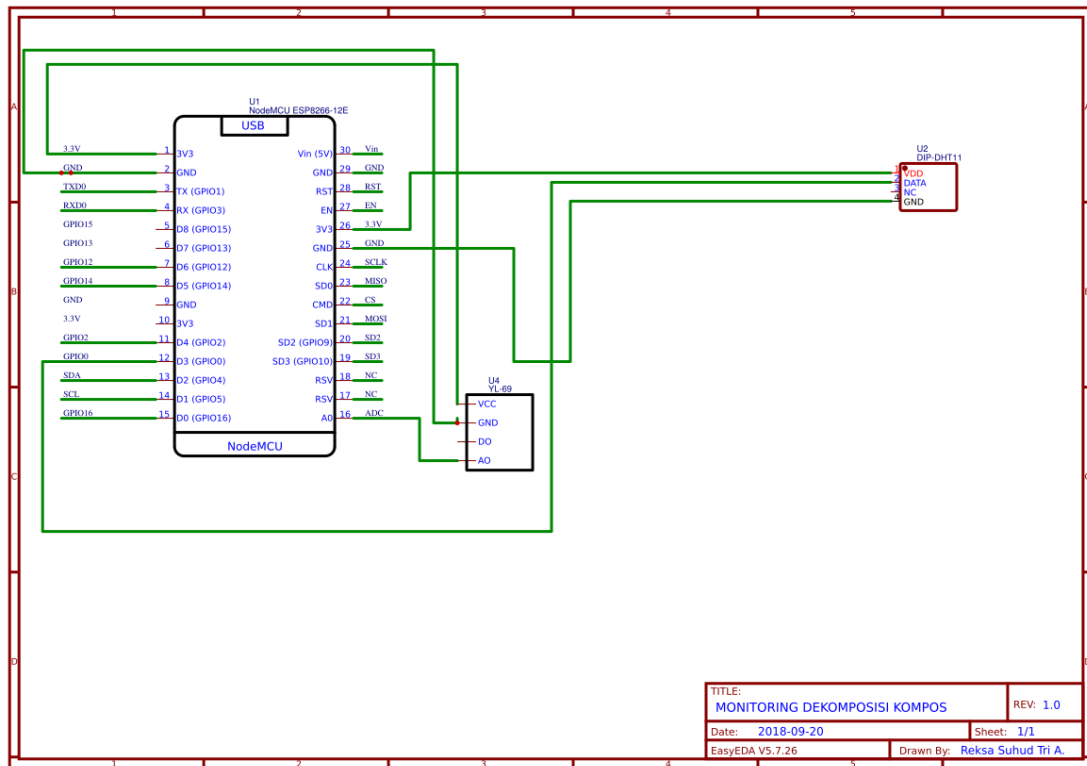 1 2 3 4 5
A
B
C
D
U1
NodeMCU ESP8266-12E
USB
3.3V 1 3V3 Vin (5V) 30 Vin
GND 2 GND GND 29 GND
TXD0 3 TX (GPIO1) RST 28 RST
RXD0 4 RX (GPIO3) EN 27 EN
GPIO15 5 D8 (GPIO15) 3V3 26 3.3V
GPIO13 6 D7 (GPIO13) GND 25 GND
GPIO12 7 D6 (GPIO12) CLK 24 SCLK
GPIO14 8 D5 (GPIO14) SD0 23 MISO
GND 9 GND CMD 22 CS
3.3V 10 3V3 SD1 21 MOSI
GPIO2 11 D4 (GPIO2) SD2 (GPIO9) 20 SD2
GPIO0 12 D3 (GPIO0) SD3 (GPIO10) 19 SD3
SDA 13 D2 (GPIO4) RSV 18 NC
SCL 14 D1 (GPIO5) RSV 17 NC
GPIO16 15 D0 (GPIO16) A0 16 ADC
NodeMCU
U2
DIP-DHT11
1 VDD
2 DATA
3 NC
4 GND
U4
YL-69
VCC
GND
DO
AO
TITLE:
MONITORING DEKOMPOSISI KOMPOS
REV: 1.0
Date: 2018-09-20
Sheet: 1/1
EasyEDA V5.7.26
Drawn By: Reksa Suhud Tri A.
1 2 3 4 5